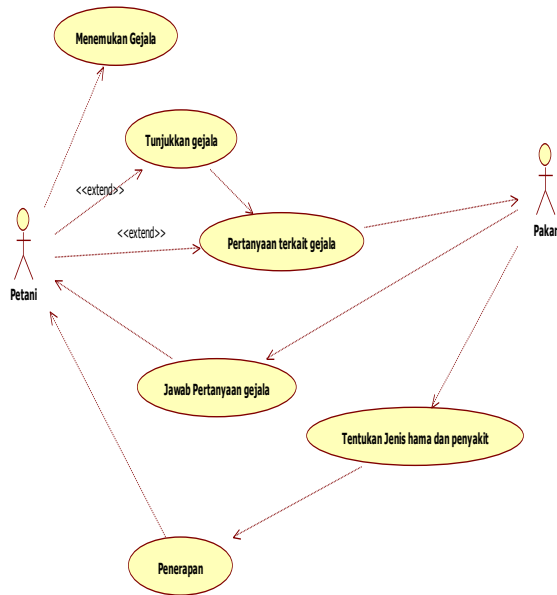 Menemukan Gejala
Tunjukkan gejala
<<extend>>
<<extend>>
Pertanyaan terkait gejala
Petani
Pakar
Jawab Pertanyaan gejala
Tentukan Jenis hama dan penyakit
Penerapan